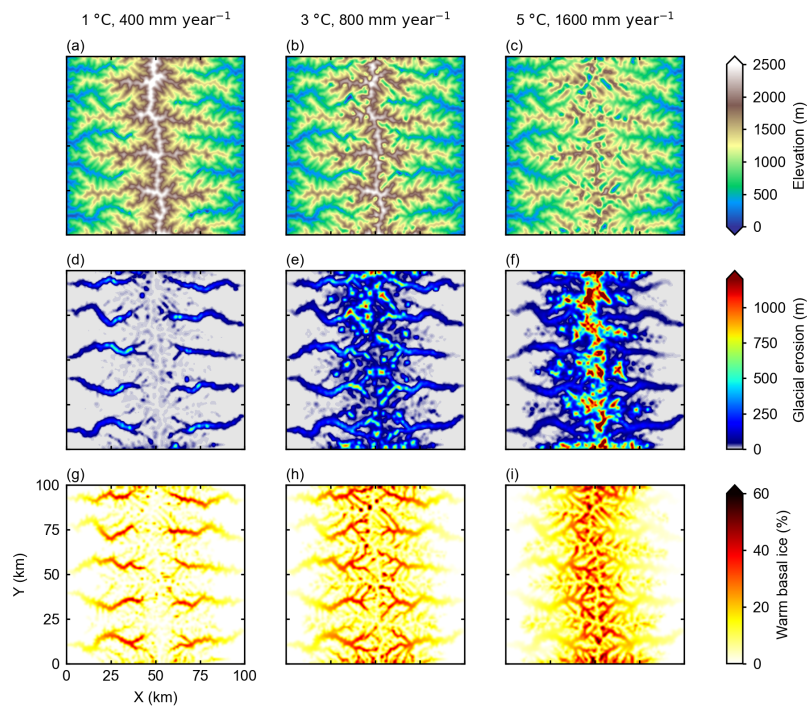 1 °C, 400 mm year⁻¹
3 °C, 800 mm year⁻¹
5 °C, 1600 mm year⁻¹
(a)
(b)
(c)
2500
2000
1500
1000
500
0
Elevation (m)
(d)
(e)
(f)
1000
750
500
250
0
Glacial erosion (m)
(g)
(h)
(i)
100
75
50
25
0
Y (km)
0
25
50
75
100
X (km)
60
40
20
0
Warm basal ice (%)